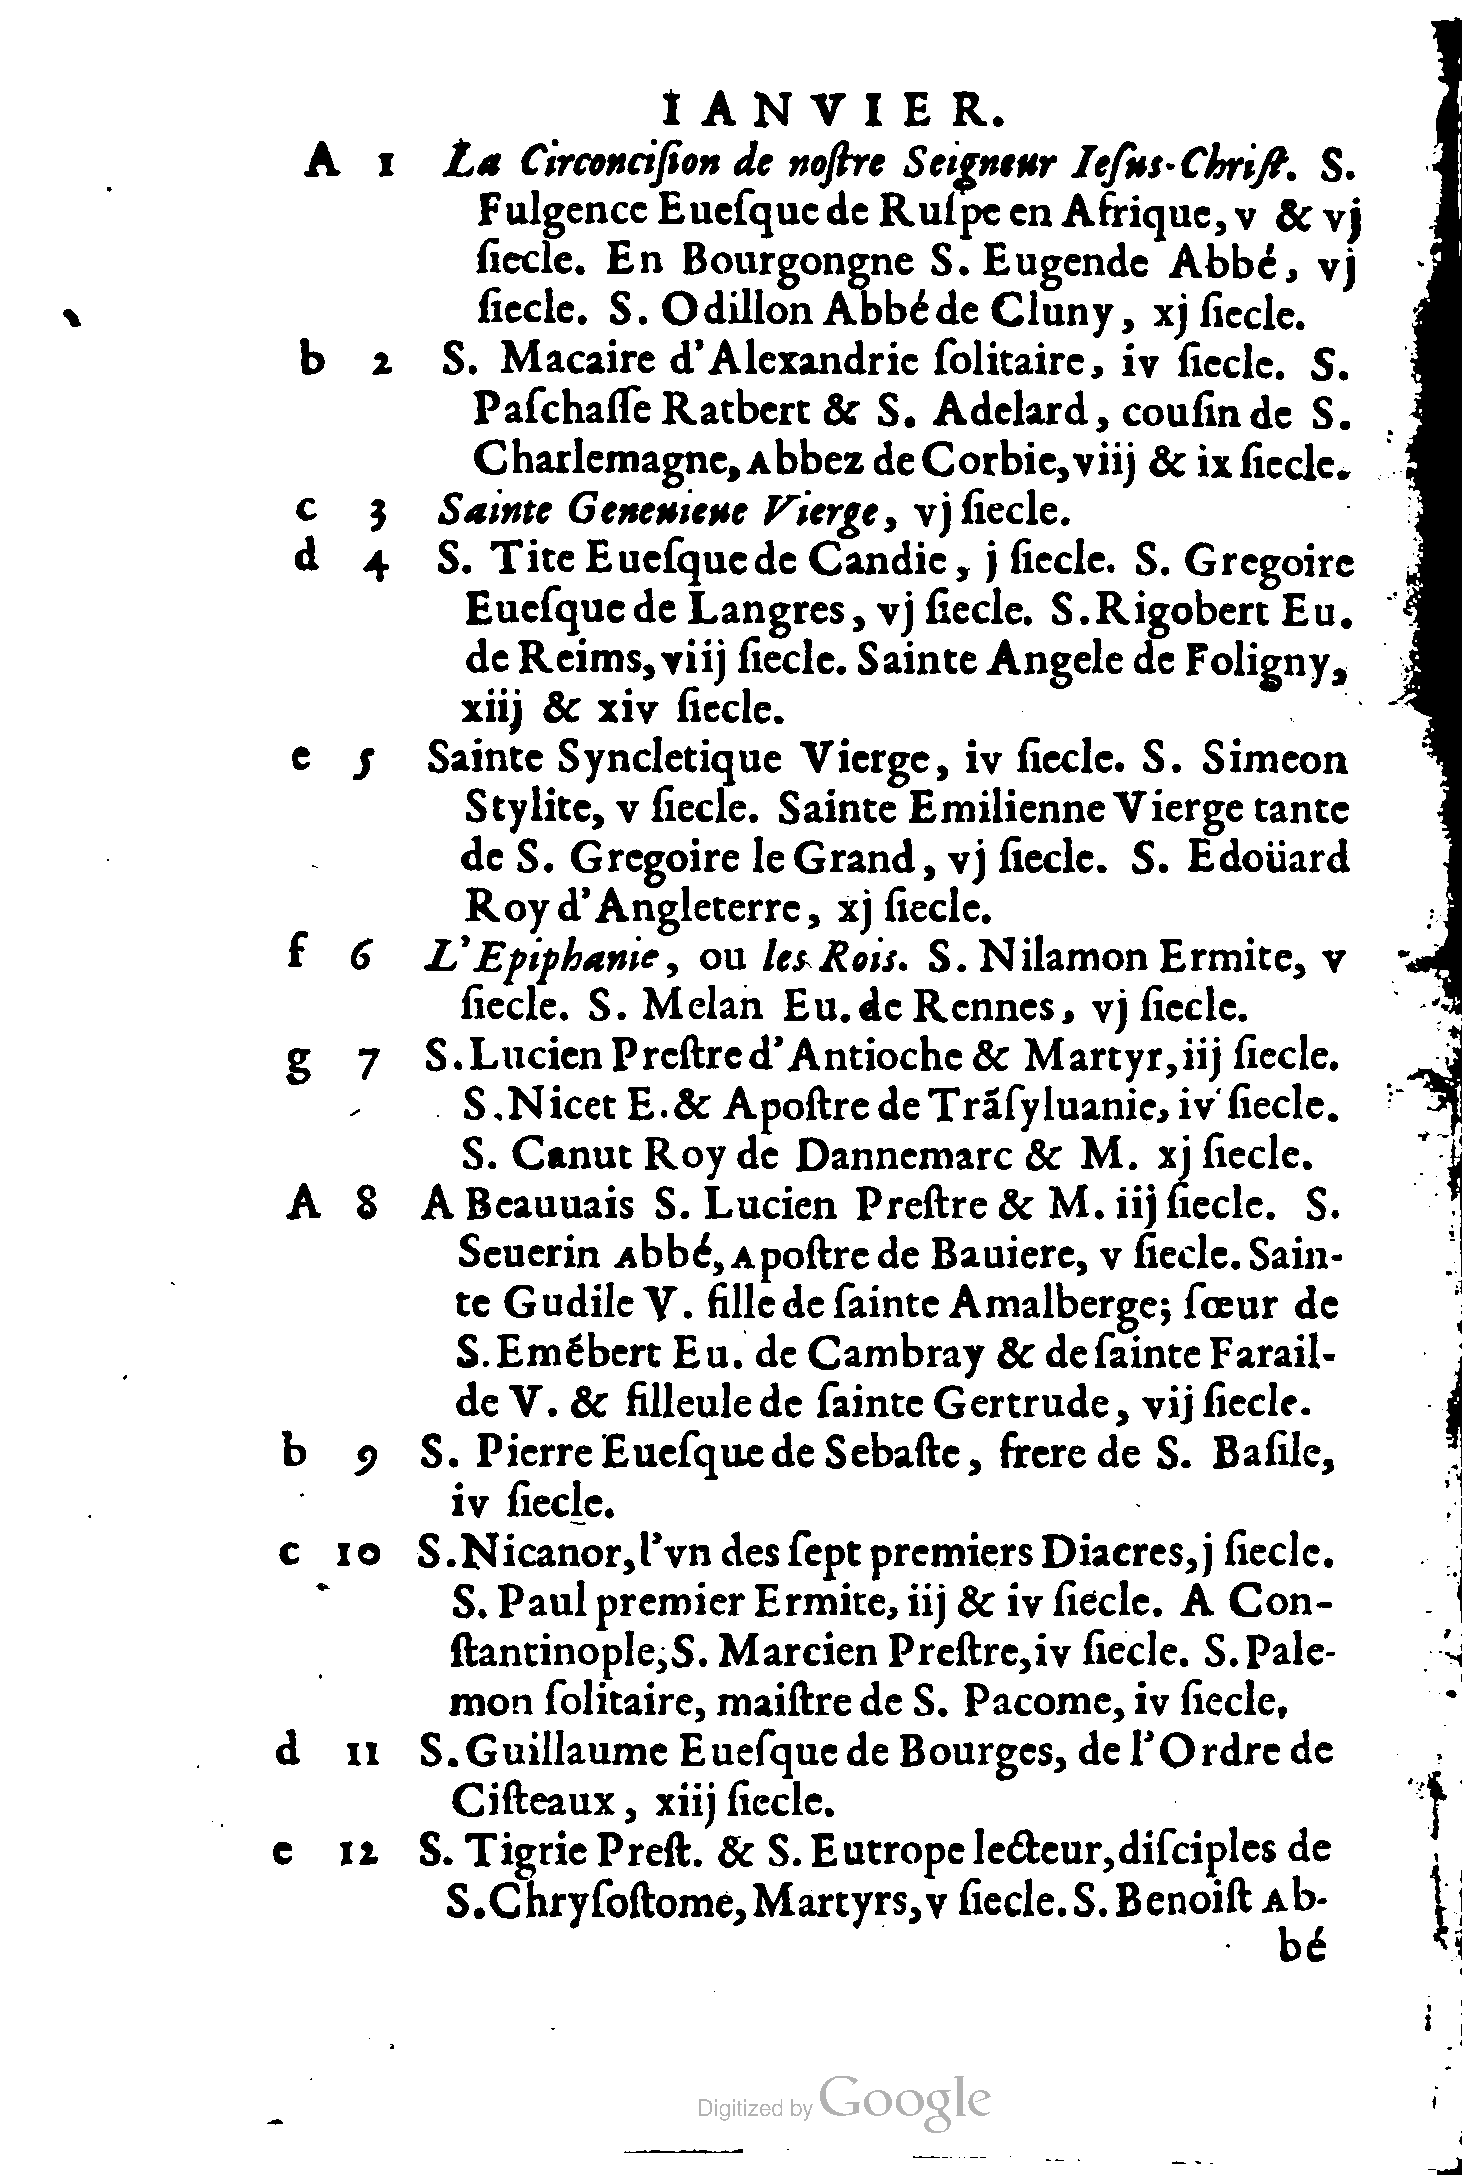 IANVIER.
A 1 La Circonciſion de noſtre Seigneur Ieſus-Chriſt. S.
Fulgence Eueſque de Ruſpe en Afrique, v & vj
ſiecle. En Bourgongne S. Eugende Abbé, vj
ſiecle. S. Odillon Abbé de Cluny, xj ſiecle.
b 2 S. Macaire d'Alexandrie ſolitaire, iv ſiecle. S.
Paſchaſſe Ratbert & S. Adelard, couſin de S.
Charlemagne, Abbez de Corbie, viij & ix ſiecle.
c 3 Sainte Geneuieue Vierge, vj ſiecle.
d 4 S. Tite Eueſque de Candie, j ſiecle. S. Gregoire
Eueſque de Langres, vj ſiecle. S. Rigobert Eu.
de Reims, viij ſiecle. Sainte Angele de Foligny,
xiij & xiv ſiecle.
e 5 Sainte Syncletique Vierge, iv ſiecle. S. Simeon
Stylite, v ſiecle. Sainte Emilienne Vierge tante
de S. Gregoire le Grand, vj ſiecle. S. Edoüard
Roy d'Angleterre, xj ſiecle.
f 6 L'Epiphanie, ou les Rois. S. Nilamon Ermite, v
ſiecle. S. Melan Eu. de Rennes, vj ſiecle.
g 7 S. Lucien Preſtre d'Antioche & Martyr, iij ſiecle.
S. Nicet E. & Apoſtre de Trãſyluanie, iv ſiecle.
S. Canut Roy de Dannemarc & M. xj ſiecle.
A 8 A Beauuais S. Lucien Preſtre & M. iij ſiecle. S.
Seuerin Abbé, Apoſtre de Bauiere, v ſiecle. Sain-
te Gudile V. fille de ſainte Amalberge; ſœur de
S. Emébert Eu. de Cambray & de ſainte Farail-
de V. & filleule de ſainte Gertrude, vij ſiecle.
b 9 S. Pierre Eueſque de Sebaſte, frere de S. Baſile,
iv ſiecle.
c 10 S. Nicanor, l'vn des ſept premiers Diacres, j ſiecle.
S. Paul premier Ermite, iij & iv ſiecle. A Con-
ſtantinople, S. Marcien Preſtre, iv ſiecle. S. Pale-
mon ſolitaire, maiſtre de S. Pacome, iv ſiecle.
d 11 S. Guillaume Eueſque de Bourges, de l'Ordre de
Ciſteaux, xiij ſiecle.
e 12 S. Tigrie Preſt. & S. Eutrope lecteur, diſciples de
S. Chryſoſtome, Martyrs, v ſiecle. S. Benoiſt Ab-
bé
Digitized by Google